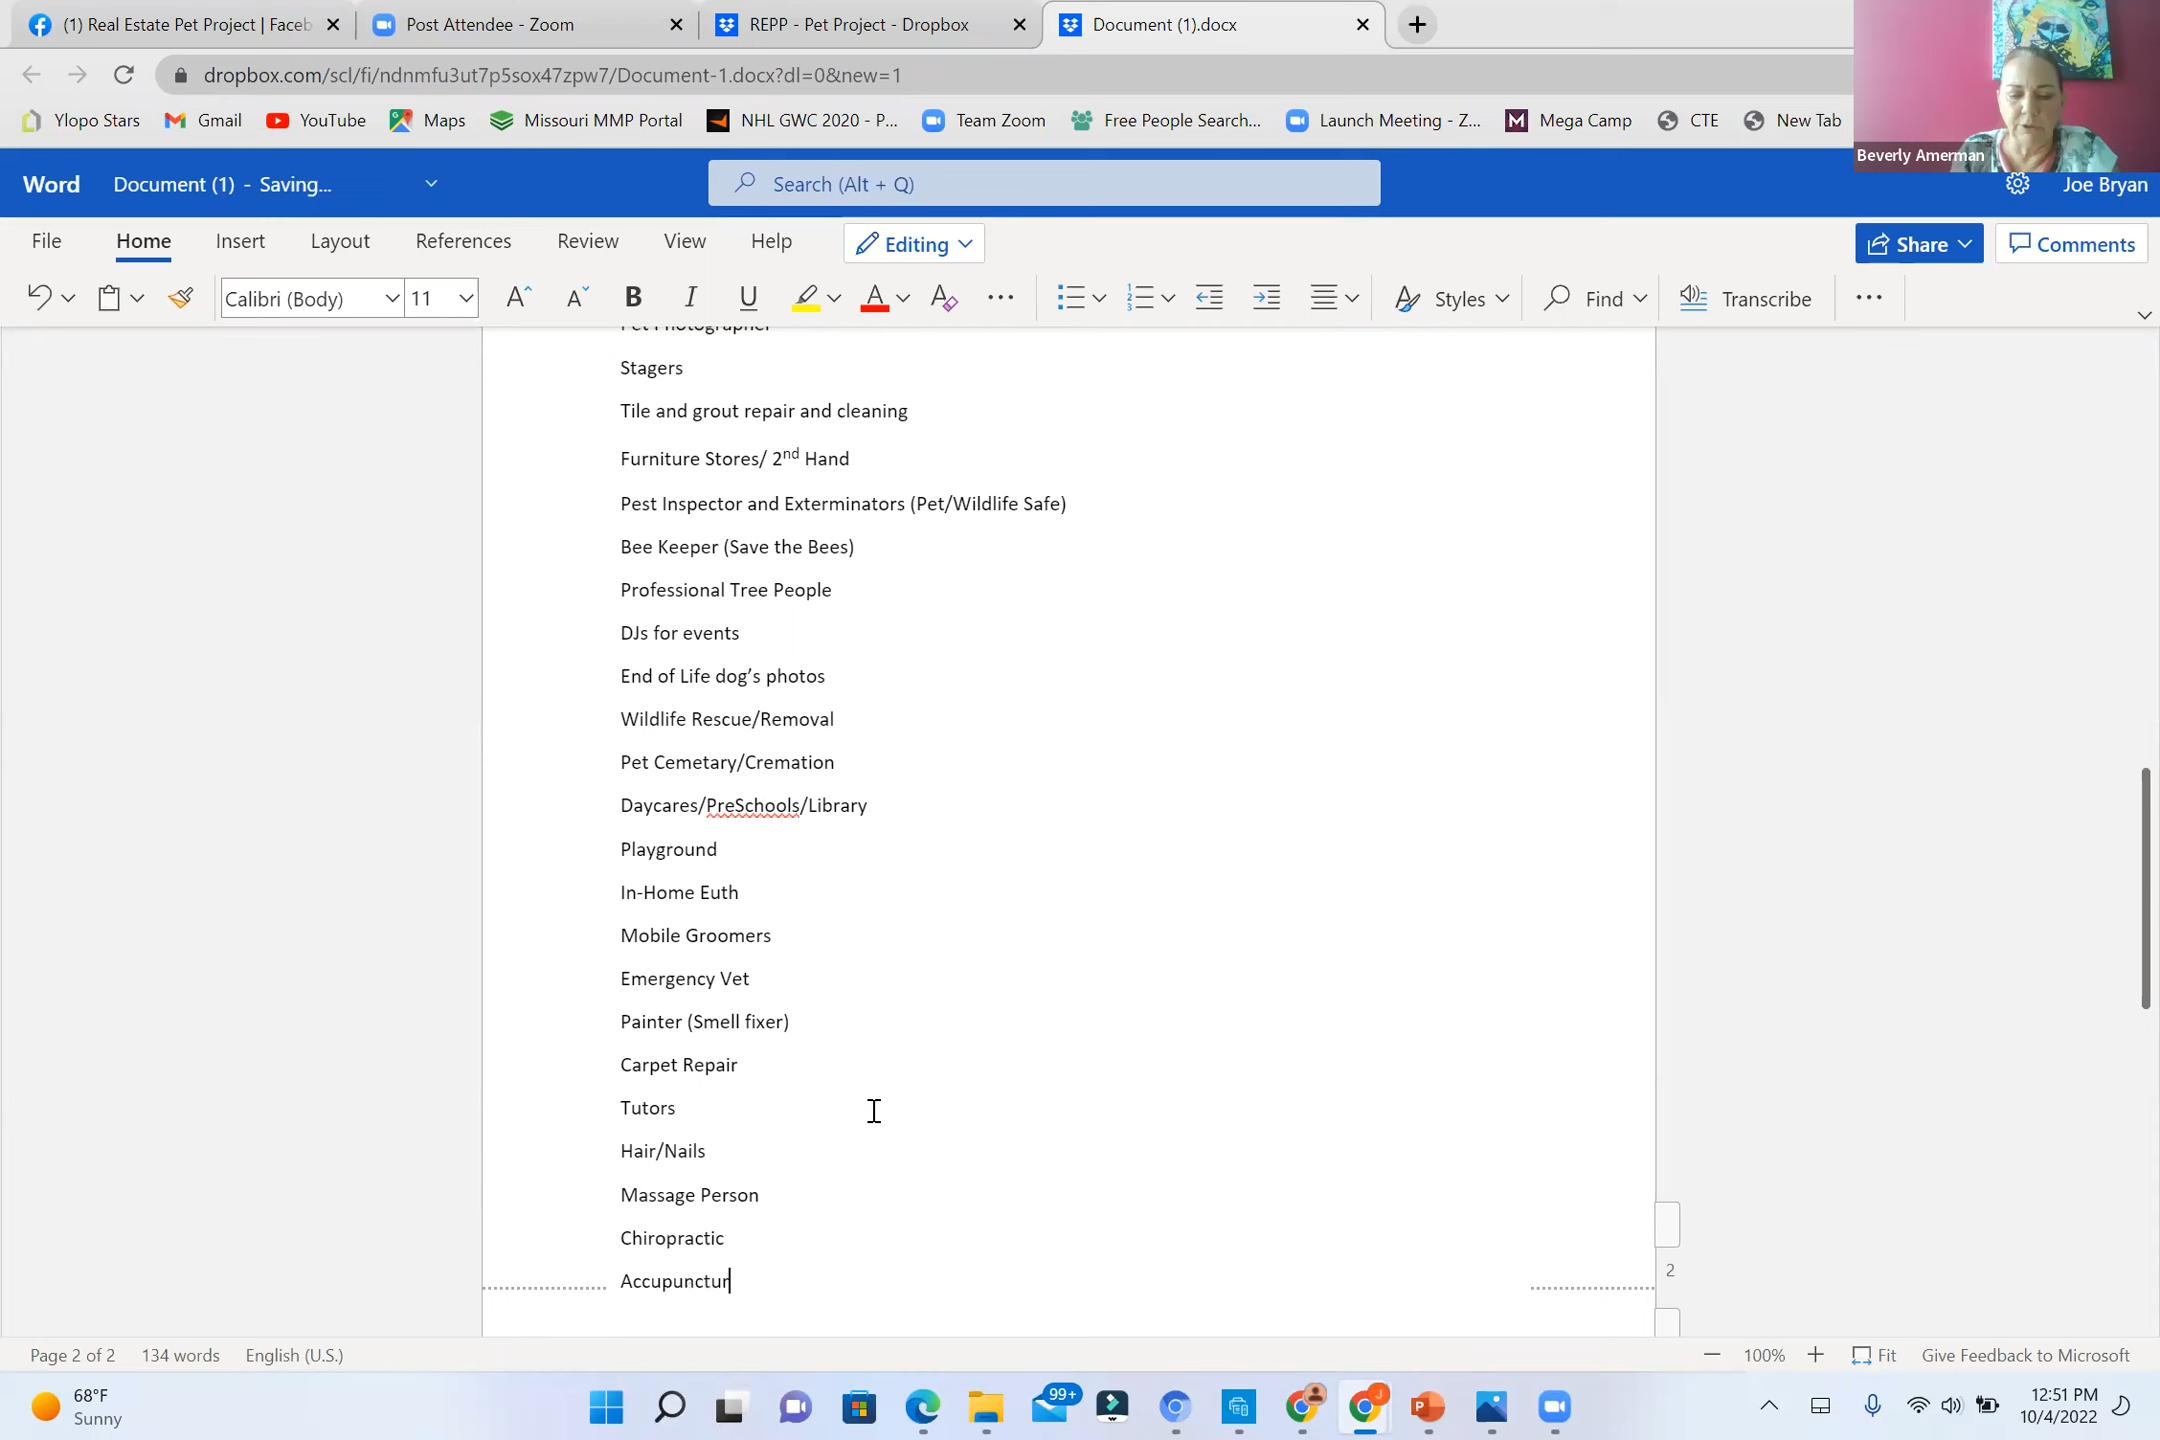 (1) Real Estate Pet Project | Faceb
Post Attendee - Zoom
REPP - Pet Project - Dropbox
Document (1).docx
dropbox.com/scl/fi/ndnmfu3ut7p5sox47zpw7/Document-1.docx?dl=0&new=1
Ylopo Stars
Gmail
YouTube
Maps
Missouri MMP Portal
NHL GWC 2020 - P...
Team Zoom
Free People Search...
Launch Meeting - Z...
Mega Camp
CTE
New Tab
Beverly Amerman
Word
Document (1) - Saving...
Search (Alt + Q)
Joe Bryan
File
Home
Insert
Layout
References
Review
View
Help
Editing
Share
Comments
Calibri (Body)
11
Styles
Find
Transcribe
Pet Photographer
Stagers
Tile and grout repair and cleaning
Furniture Stores/ 2nd Hand
Pest Inspector and Exterminators (Pet/Wildlife Safe)
Bee Keeper (Save the Bees)
Professional Tree People
DJs for events
End of Life dog’s photos
Wildlife Rescue/Removal
Pet Cemetary/Cremation
Daycares/PreSchools/Library
Playground
In-Home Euth
Mobile Groomers
Emergency Vet
Painter (Smell fixer)
Carpet Repair
Tutors
Hair/Nails
Massage Person
Chiropractic
Accupunctur
2
Page 2 of 2
134 words
English (U.S.)
100%
Fit
Give Feedback to Microsoft
68°F
Sunny
99+
J
12:51 PM
10/4/2022